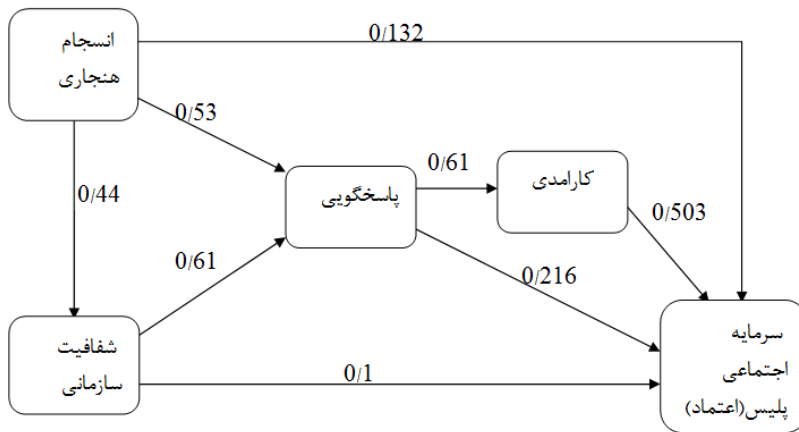 انسجام
هنجاری
0/132
0/53
0/44
پاسخگویی
0/61
کارامدی
0/503
0/61
0/216
شفافیت
سازمانی
0/1
سرمایه
اجتماعی
پلیس(اعتماد)